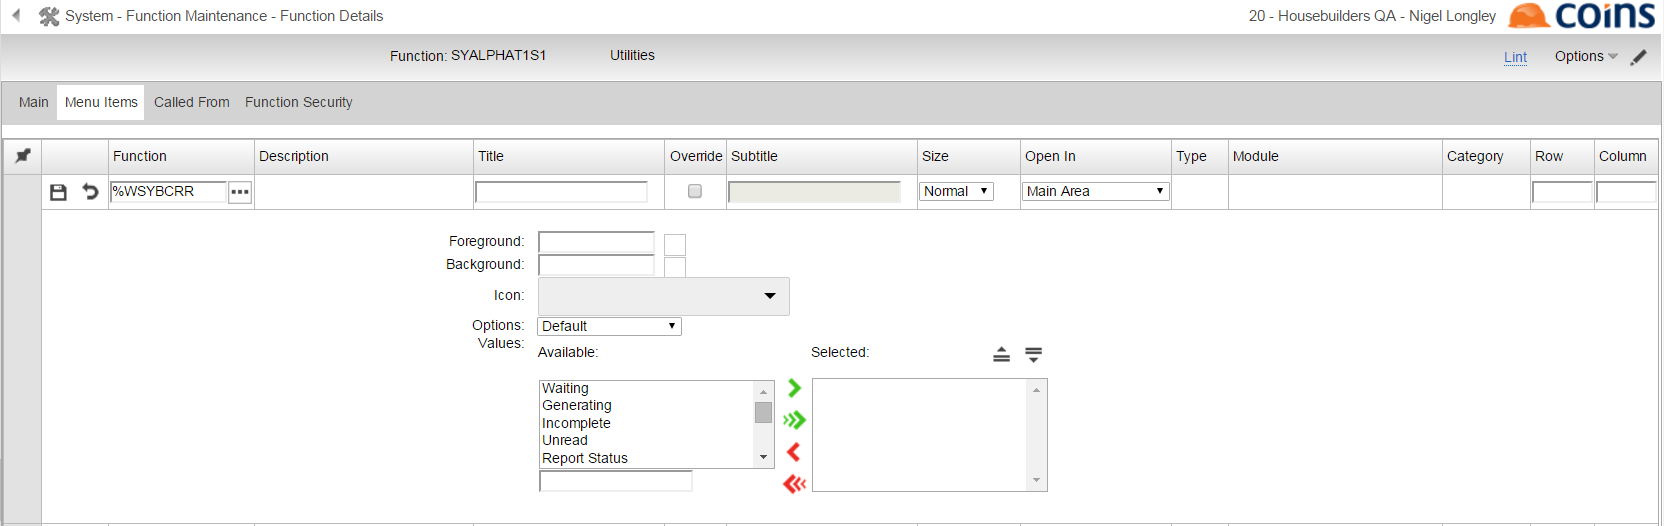 System - Function Maintenance - Function Details
20 - Housebuilders QA - Nigel Longley
coins
Function: SYALPHAT1S1 Utilities
Lint Options
Main Menu Items Called From Function Security
Function Description Title Override Subtitle Size Open In Type Module Category Row Column
%WSYBCRR Normal Main Area
Foreground:
Background:
Icon:
Options: Default
Values:
Available: Selected:
Waiting
Generating
Incomplete
Unread
Report Status